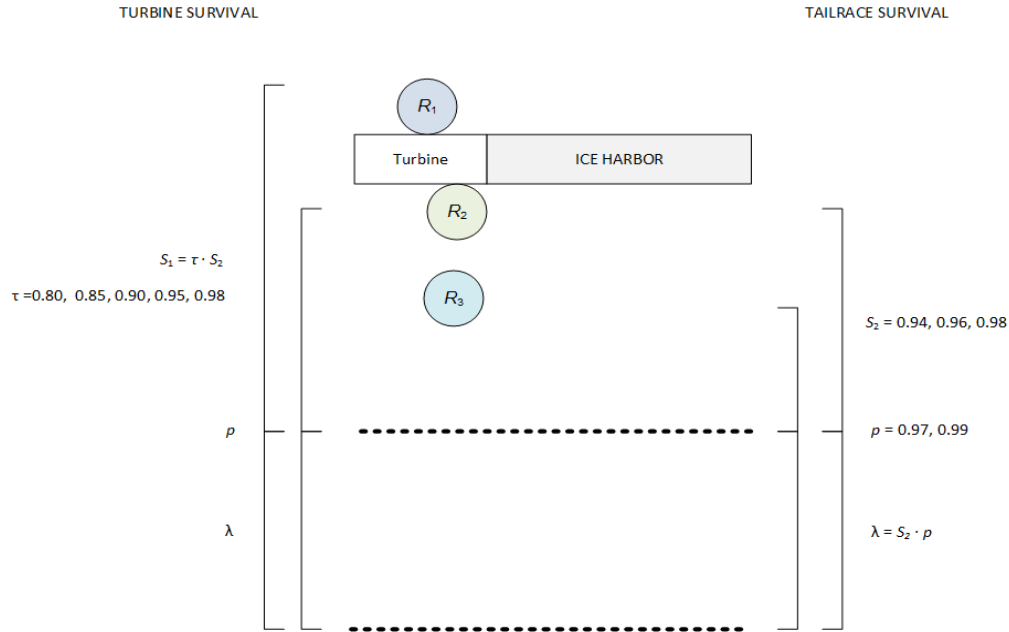 TURBINE SURVIVAL
TAILRACE SURVIVAL
R₁
Turbine
ICE HARBOR
R₂
S₁ = τ · S₂
τ =0.80, 0.85, 0.90, 0.95, 0.98
R₃
S₂ = 0.94, 0.96, 0.98
p
p = 0.97, 0.99
λ
λ = S₂ · p